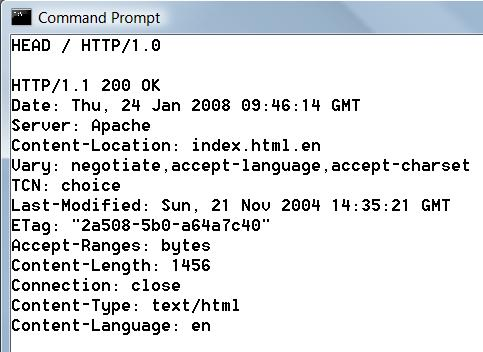 Command Prompt
HEAD / HTTP/1.0
HTTP/1.1 200 OK
Date: Thu, 24 Jan 2008 09:46:14 GMT
Server: Apache
Content-Location: index.html.en
Vary: negotiate,accept-language,accept-charset
TCN: choice
Last-Modified: Sun, 21 Nov 2004 14:35:21 GMT
ETag: "2a508-5b0-a64a7c40"
Accept-Ranges: bytes
Content-Length: 1456
Connection: close
Content-Type: text/html
Content-Language: en